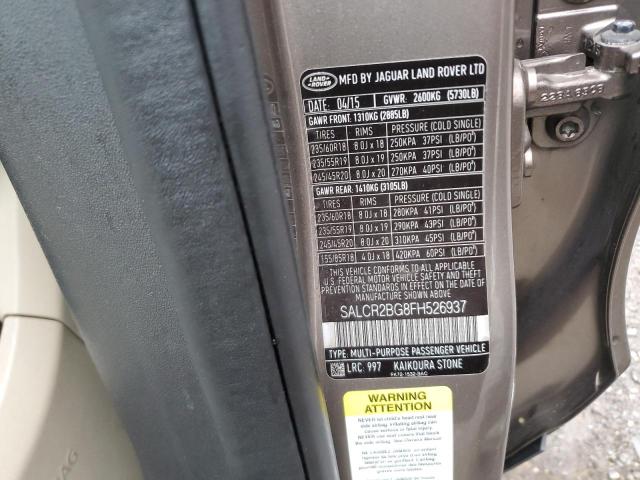 LAND ROVER
MFD BY JAGUAR LAND ROVER LTD
DATE: 04/15 GVWR: 2600KG (5730LB)
GAWR FRONT: 1310KG (2885LB)
TIRES RIMS PRESSURE (COLD SINGLE)
235/60R18 8.0J x 18 250KPA 37PSI (LB/PO²)
235/55R19 8.0J x 19 250KPA 37PSI (LB/PO²)
245/45R20 8.0J x 20 270KPA 40PSI (LB/PO²)
GAWR REAR: 1410KG (3105LB)
TIRES RIMS PRESSURE (COLD SINGLE)
235/60R18 8.0J x 18 280KPA 41PSI (LB/PO²)
235/55R19 8.0J x 19 290KPA 43PSI (LB/PO²)
245/45R20 8.0J x 20 310KPA 45PSI (LB/PO²)
155/85R18 4.0J x 18 420KPA 60PSI (LB/PO²)
THIS VEHICLE CONFORMS TO ALL APPLICABLE
U.S. FEDERAL MOTOR VEHICLE SAFETY AND THEFT
PREVENTION STANDARDS IN EFFECT ON THE DATE OF
MANUFACTURE SHOWN ABOVE
SALCR2BG8FH526937
TYPE: MULTI-PURPOSE PASSENGER VEHICLE
LRC: 997 KAIKOURA STONE
WARNING
ATTENTION
AG